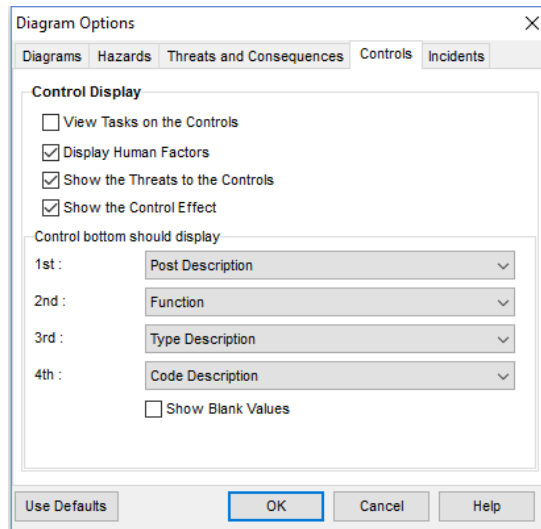 Diagram Options
Diagrams Hazards Threats and Consequences Controls Incidents
Control Display
View Tasks on the Controls
Display Human Factors
Show the Threats to the Controls
Show the Control Effect
Control bottom should display
1st : Post Description
2nd : Function
3rd : Type Description
4th : Code Description
Show Blank Values
Use Defaults OK Cancel Help